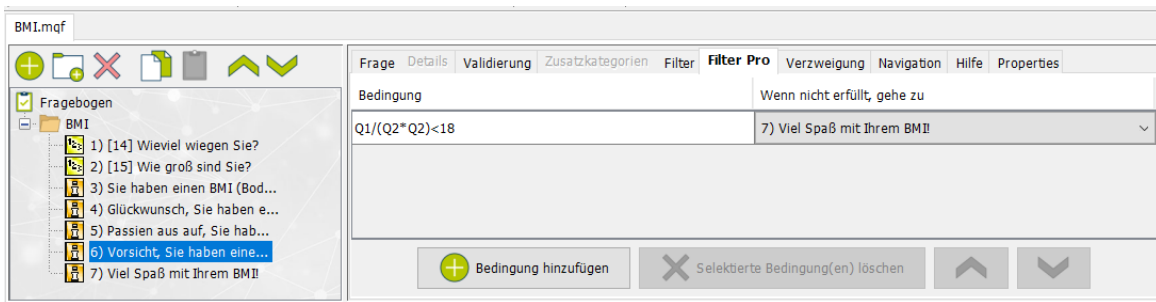 BMI.mqf
Frage Details Validierung Zusatzkategorien Filter Filter Pro Verzweigung Navigation Hilfe Properties
Fragebogen
BMI
1) [14] Wieviel wiegen Sie?
2) [15] Wie groß sind Sie?
3) Sie haben einen BMI (Bod...
4) Glückwunsch, Sie haben e...
5) Passien aus auf, Sie hab...
6) Vorsicht, Sie haben eine...
7) Viel Spaß mit Ihrem BMI!
Bedingung Wenn nicht erfüllt, gehe zu
Q1/(Q2*Q2)<18 7) Viel Spaß mit Ihrem BMI!
Bedingung hinzufügen Selektierte Bedingung(en) löschen